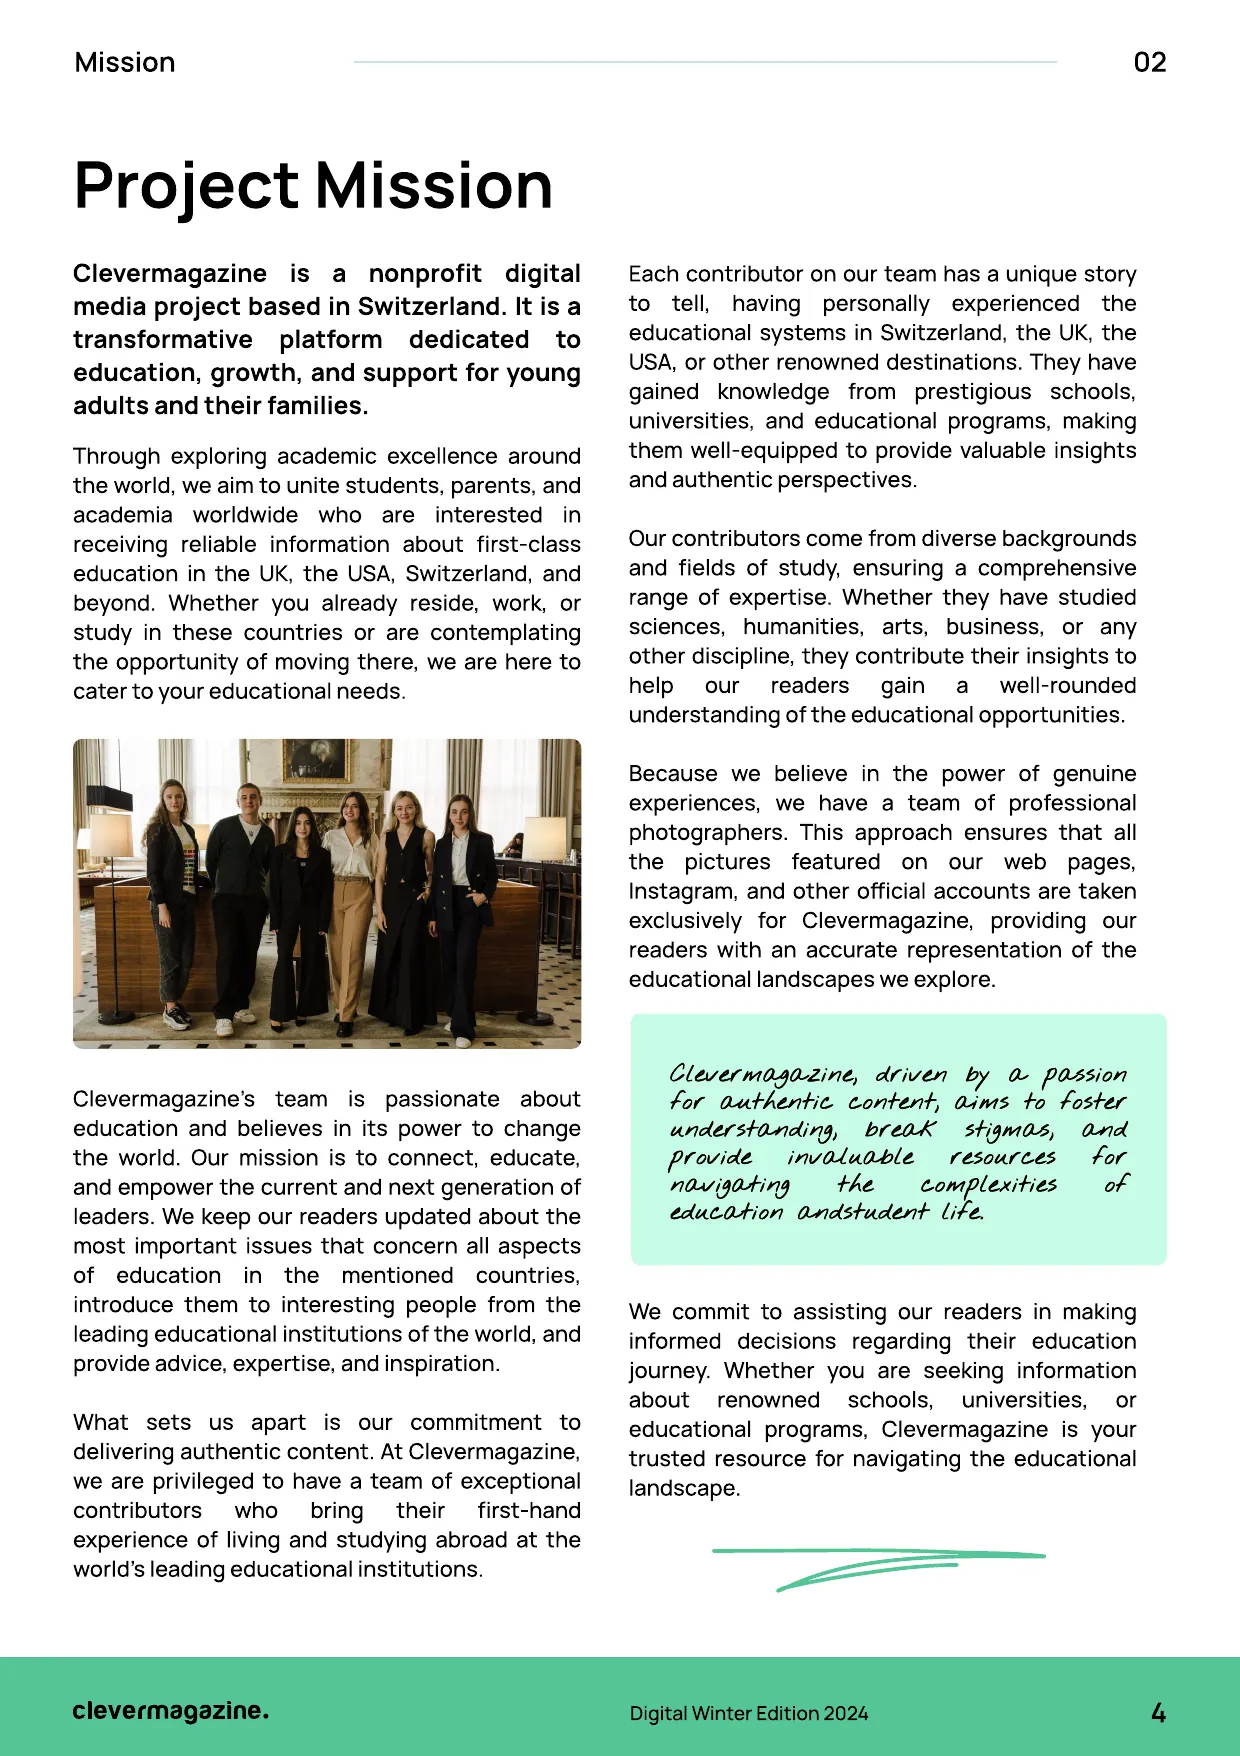 Mission
02
Project Mission
Clevermagazine is a nonprofit digital
media project based in Switzerland. It is a
transformative platform dedicated to
education, growth, and support for young
adults and their families.
Through exploring academic excellence around
the world, we aim to unite students, parents, and
academia worldwide who are interested in
receiving reliable information about first-class
education in the UK, the USA, Switzerland, and
beyond. Whether you already reside, work, or
study in these countries or are contemplating
the opportunity of moving there, we are here to
cater to your educational needs.
Clevermagazine's team is passionate about
education and believes in its power to change
the world. Our mission is to connect, educate,
and empower the current and next generation of
leaders. We keep our readers updated about the
most important issues that concern all aspects
of education in the mentioned countries,
introduce them to interesting people from the
leading educational institutions of the world, and
provide advice, expertise, and inspiration.
What sets us apart is our commitment to
delivering authentic content. At Clevermagazine,
we are privileged to have a team of exceptional
contributors who bring their first-hand
experience of living and studying abroad at the
world's leading educational institutions.
Each contributor on our team has a unique story
to tell, having personally experienced the
educational systems in Switzerland, the UK, the
USA, or other renowned destinations. They have
gained knowledge from prestigious schools,
universities, and educational programs, making
them well-equipped to provide valuable insights
and authentic perspectives.
Our contributors come from diverse backgrounds
and fields of study, ensuring a comprehensive
range of expertise. Whether they have studied
sciences, humanities, arts, business, or any
other discipline, they contribute their insights to
help our readers gain a well-rounded
understanding of the educational opportunities.
Because we believe in the power of genuine
experiences, we have a team of professional
photographers. This approach ensures that all
the pictures featured on our web pages,
Instagram, and other official accounts are taken
exclusively for Clevermagazine, providing our
readers with an accurate representation of the
educational landscapes we explore.
Clevermagazine, driven by a passion
for authentic content, aims to foster
understanding, break stigmas, and
provide invaluable resources for
navigating the complexities of
education andstudent life.
We commit to assisting our readers in making
informed decisions regarding their education
journey. Whether you are seeking information
about renowned schools, universities, or
educational programs, Clevermagazine is your
trusted resource for navigating the educational
landscape.
clevermagazine.
Digital Winter Edition 2024
4